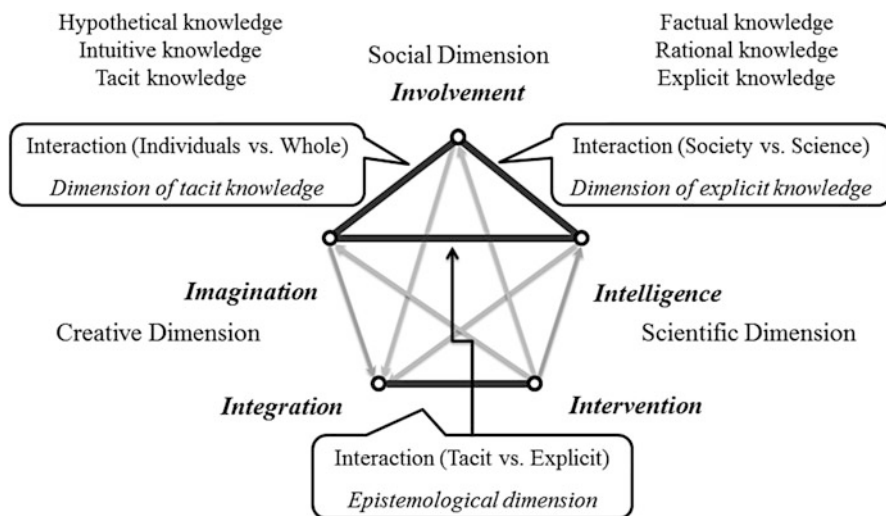 Hypothetical knowledge
Intuitive knowledge
Tacit knowledge
Factual knowledge
Rational knowledge
Explicit knowledge
Social Dimension
Involvement
Interaction (Individuals vs. Whole)
Dimension of tacit knowledge
Interaction (Society vs. Science)
Dimension of explicit knowledge
Imagination
Intelligence
Creative Dimension
Scientific Dimension
Integration
Intervention
Interaction (Tacit vs. Explicit)
Epistemological dimension